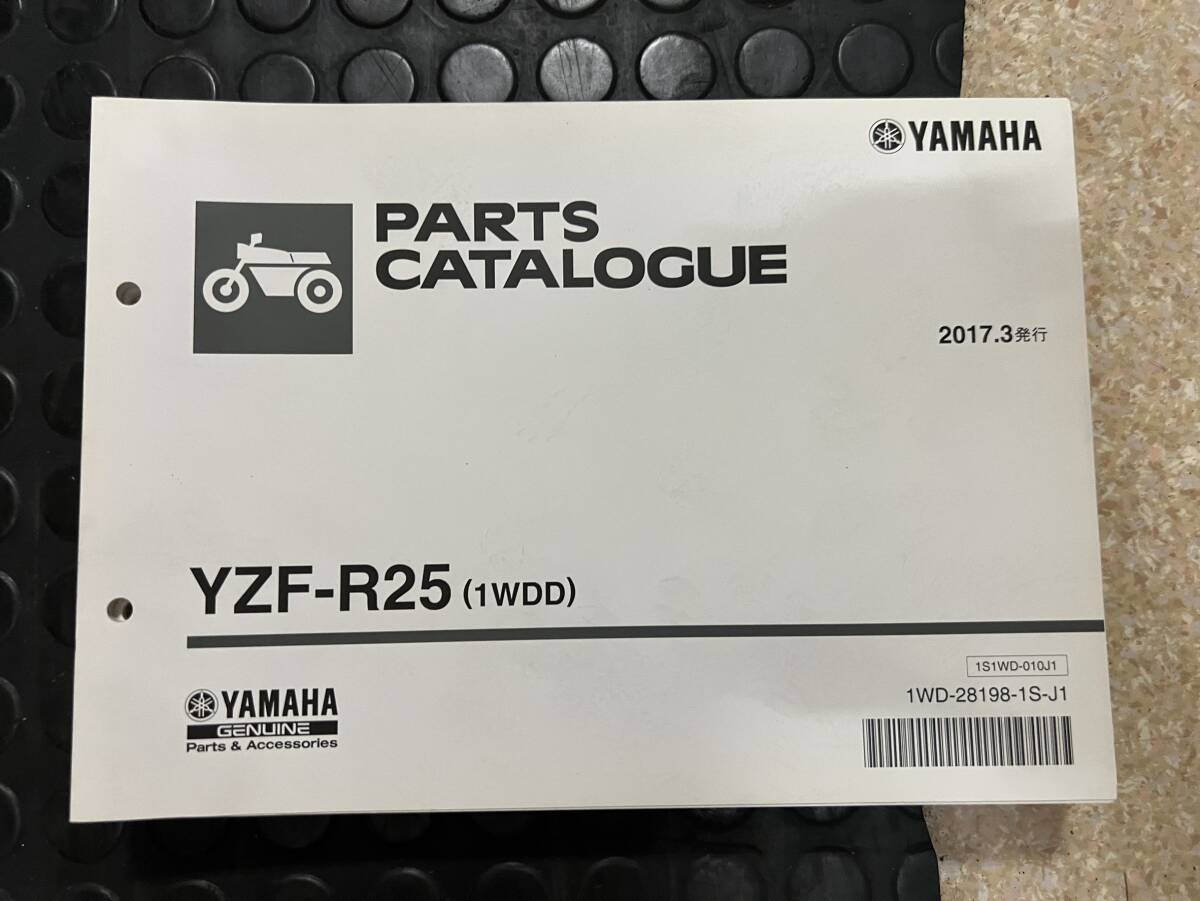 YAMAHA
PARTS
CATALOGUE
2017.3発行
YZF-R25 (1WDD)
1S1WD-010J1
1WD-28198-1S-J1
YAMAHA
GENUINE
Parts & Accessories